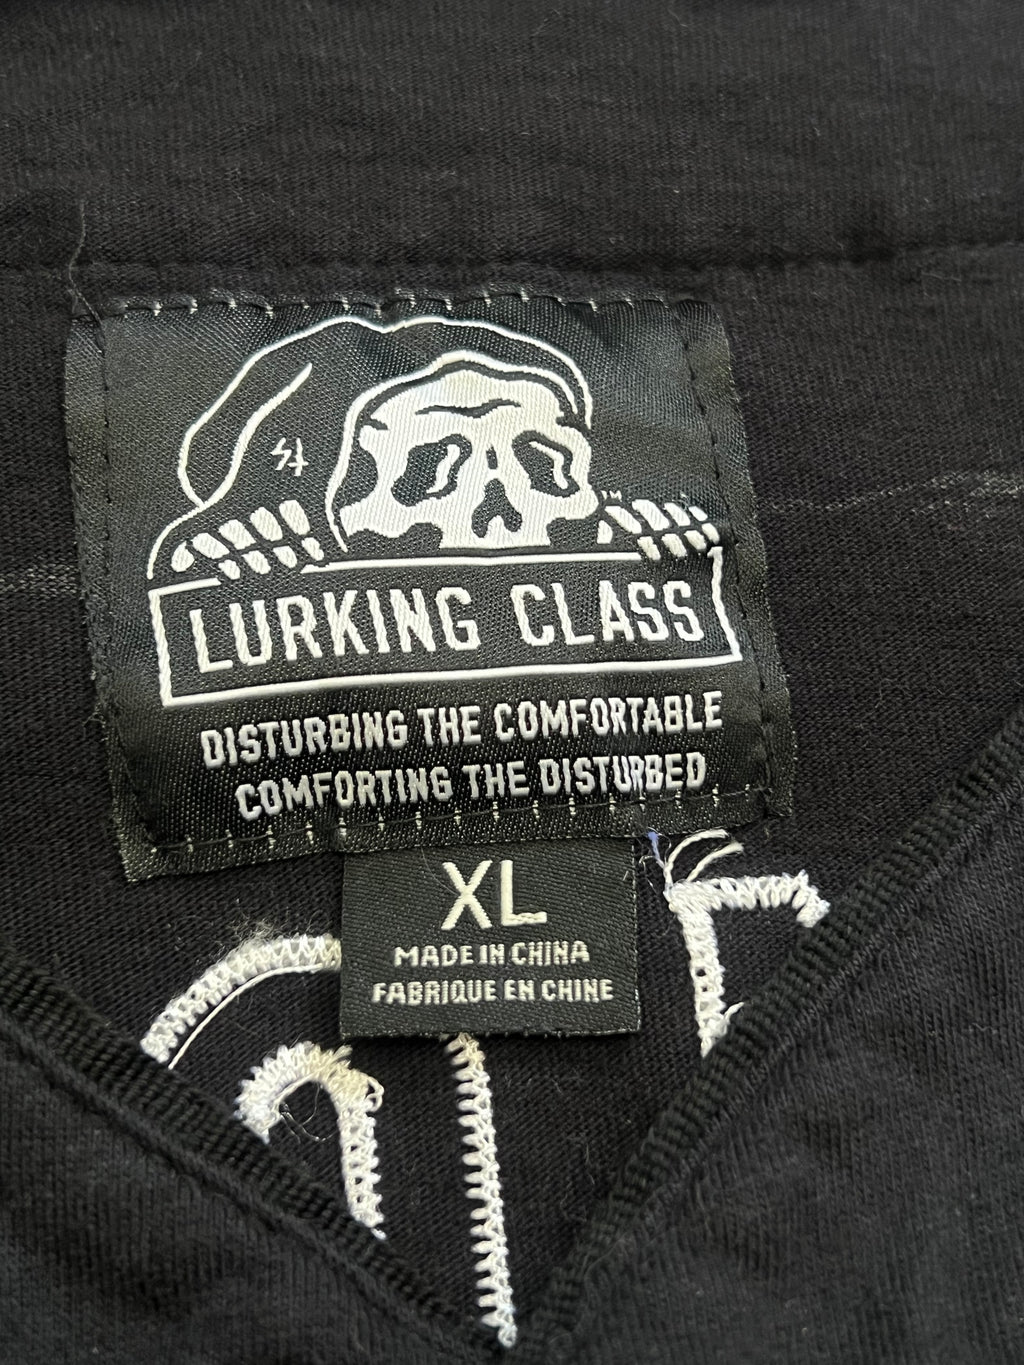 LURKING CLASS
DISTURBING THE COMFORTABLE
COMFORTING THE DISTURBED
XL
MADE IN CHINA
FABRIQUE EN CHINE